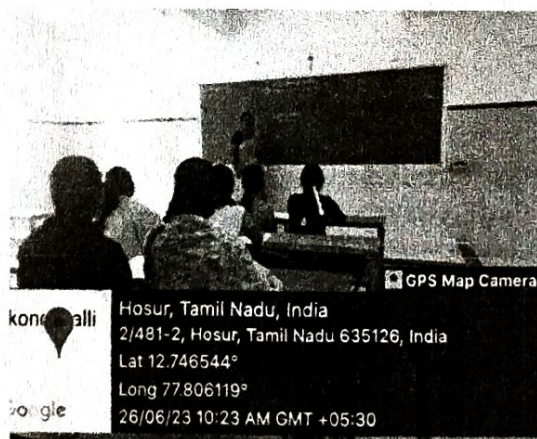 GPS Map Camera
Hosur, Tamil Nadu, India
2/481-2, Hosur, Tamil Nadu 635126, India
Lat 12.746544°
Long 77.806119°
26/06/23 10:23 AM GMT +05:30
Google